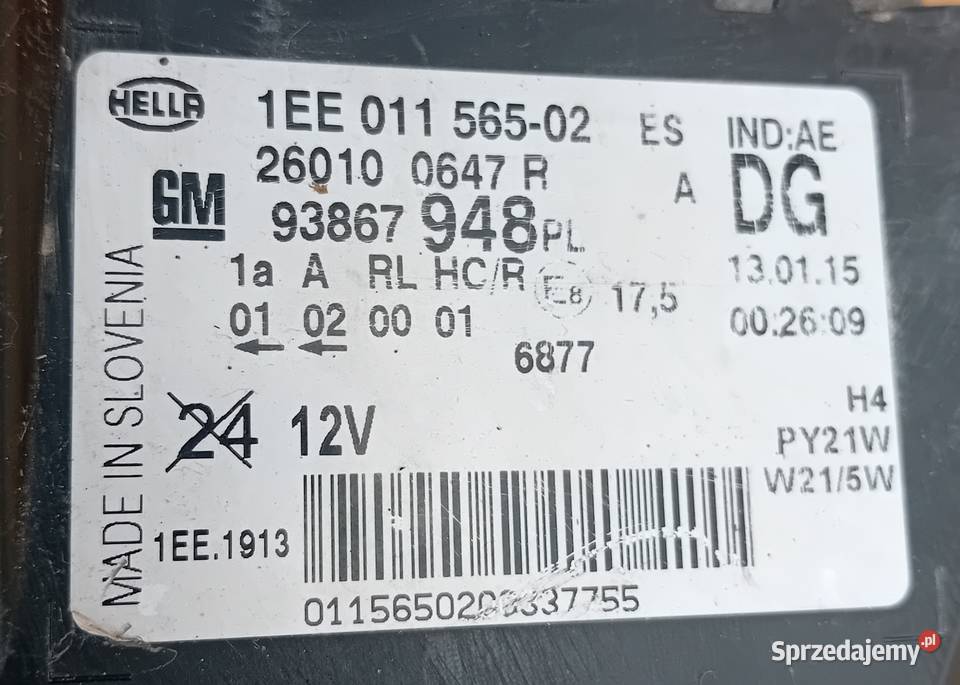 HELLA 1EE 011 565-02 ES IND:AE
26010 0647 R A DG
GM 93867 948PL
1a A RL HC/R E8 17,5 13.01.15
01 02 00 01 00:26:09
6877
24 12V H4
PY21W
W21/5W
MADE IN SLOVENIA
1EE.1913
Sprzedajemy.pl